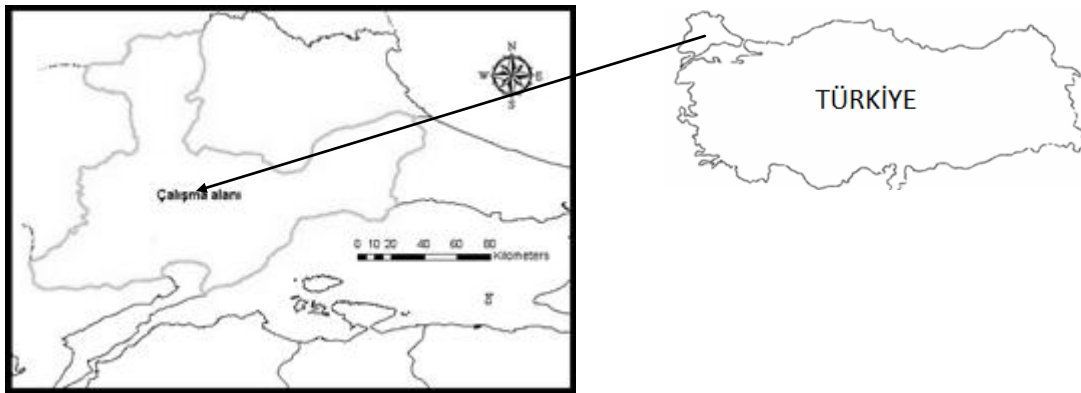 N
W E
S
Çalışma alanı
0 10 20 40 60 80
Kilometers
TÜRKİYE